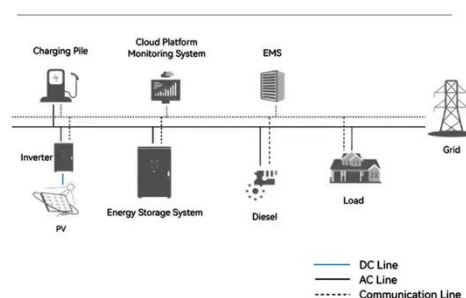 Charging Pile
Cloud Platform
Monitoring System
EMS
Grid
Inverter
PV
Energy Storage System
Diesel
Load
DC Line
AC Line
Communication Line